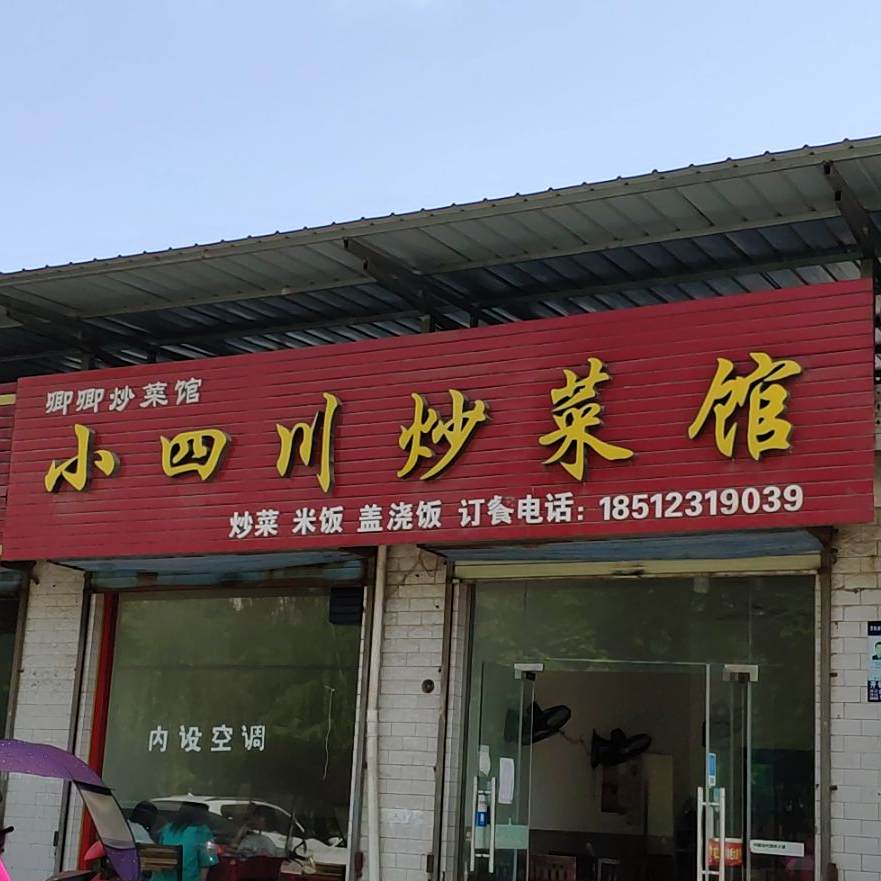 卿卿炒菜馆
小四川炒菜馆
炒菜 米饭 盖浇饭 订餐电话：18512319039
内设空调